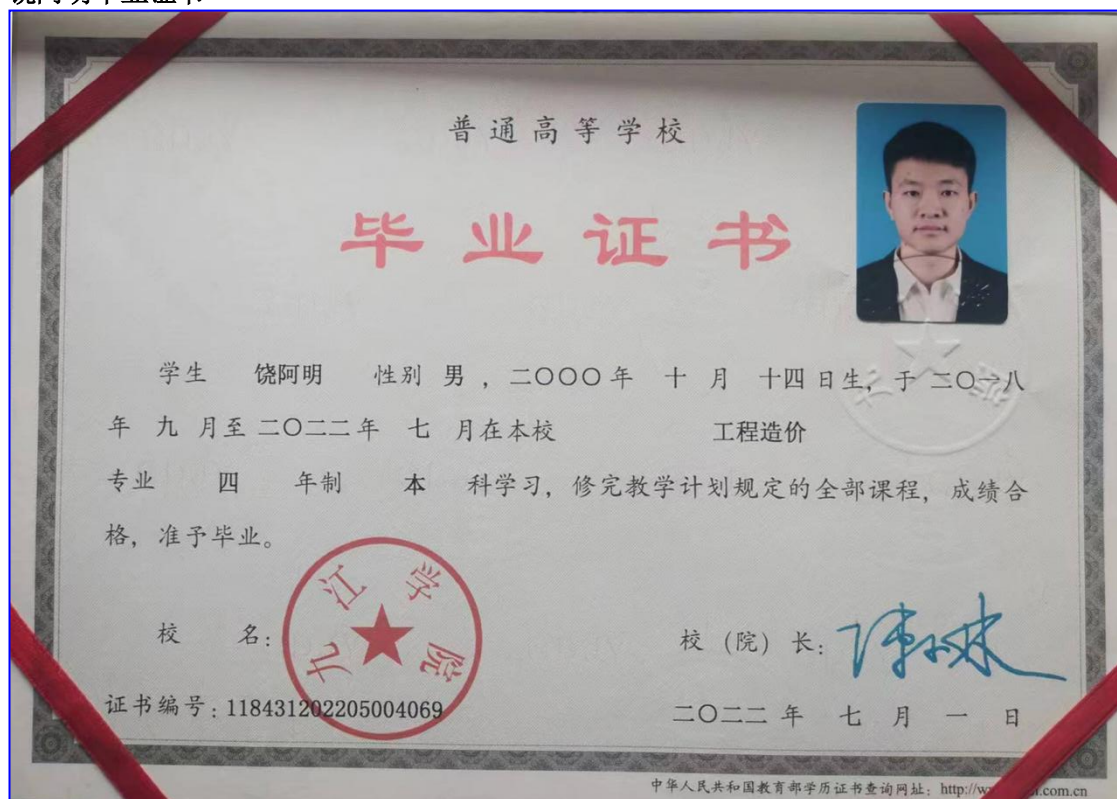 普通高等学校
毕业证书
学生 饶阿明 性别 男 ，二〇〇〇年 十 月 十四 日生，于 二〇一八
年 九 月至 二〇二二年 七 月在本校 工程造价
专业 四 年制 本 科学习，修完教学计划规定的全部课程，成绩合
格，准予毕业。
校 名：
九江学院
校（院）长：
证书编号：118431202205004069
二〇二二 年 七 月 一 日
中华人民共和国教育部学历证书查询网址：http://w
.com.cn